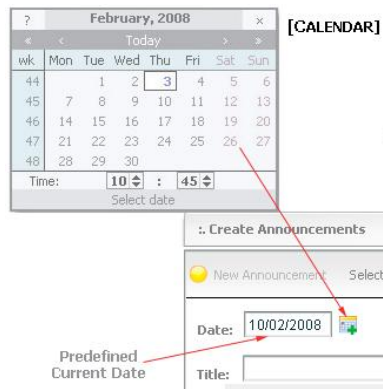 ? February, 2008 ×
« ‹ Today › »
wk Mon Tue Wed Thu Fri Sat Sun
44 1 2 3 4 5 6
45 7 8 9 10 11 12 13
46 14 15 16 17 18 19 20
47 21 22 23 24 25 26 27
48 28 29 30
Time: 10 : 45
Select date
[CALENDAR]
:. Create Announcements
New Announcement Select
Date: 10/02/2008
Predefined
Current Date
Title: